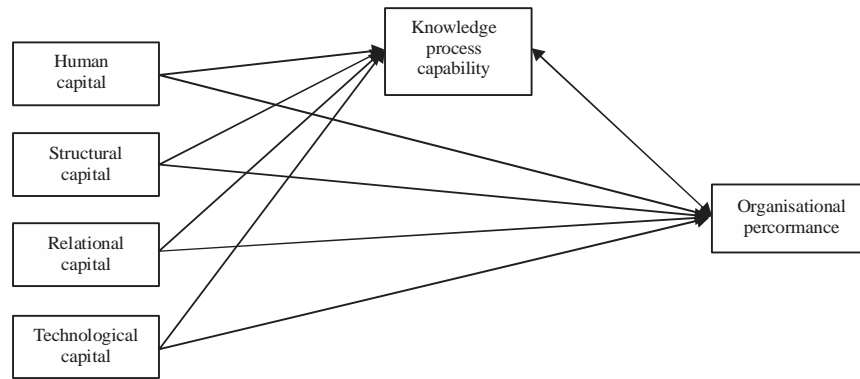 Knowledge
process
capability
Human
capital
Structural
capital
Organisational
percormance
Relational
capital
Technological
capital